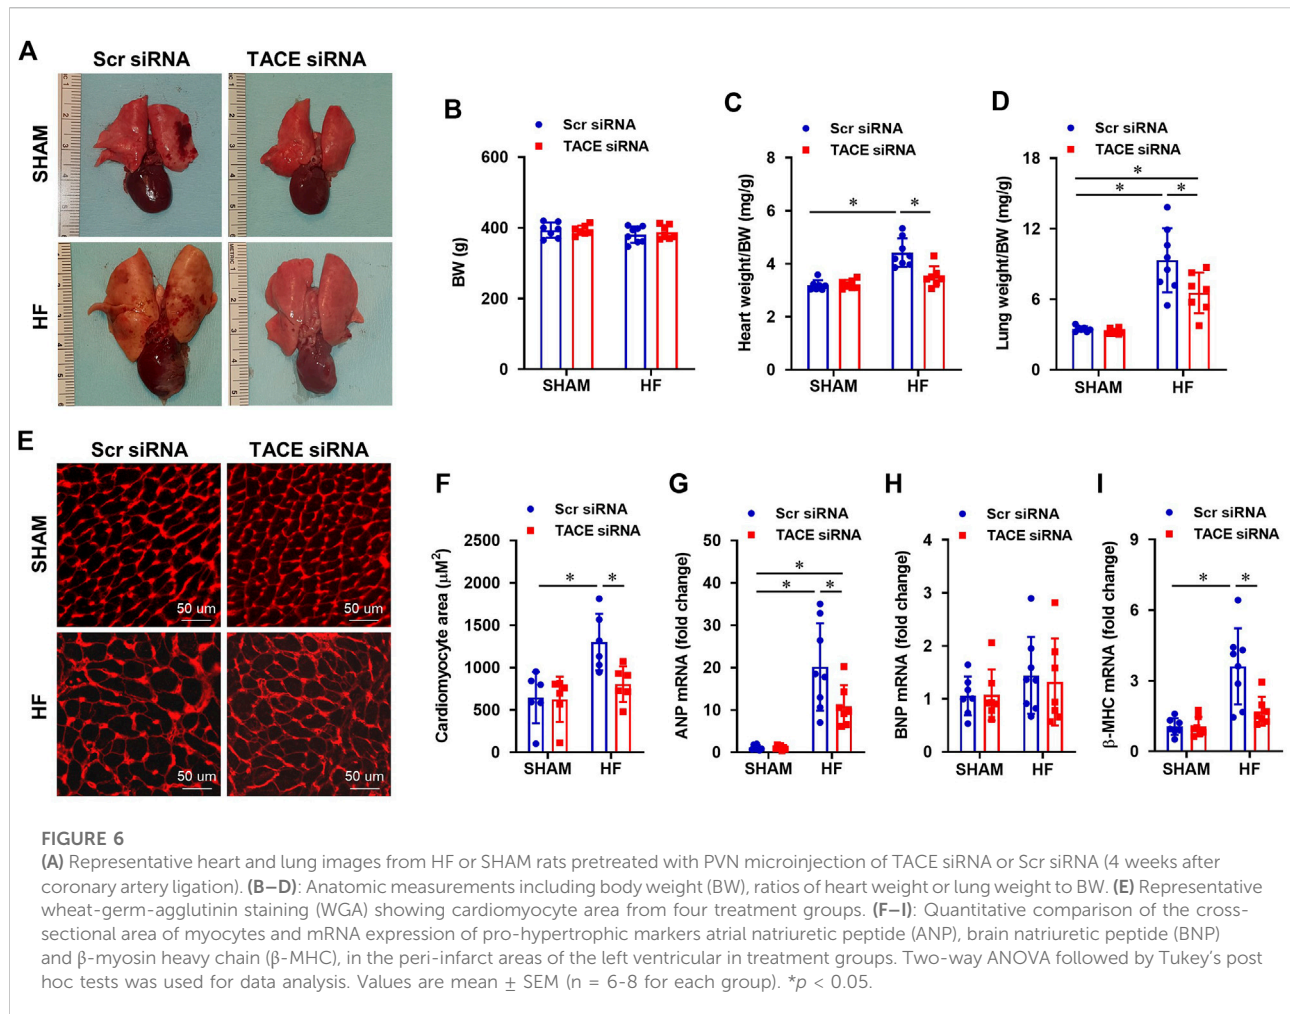 A
Scr siRNA TACE siRNA
SHAM
HF
B
Scr siRNA
TACE siRNA
BW (g)
600
400
200
0
SHAM HF
C
Scr siRNA
TACE siRNA
Heart weight/BW (mg/g)
8
6
4
2
0
* *
SHAM HF
D
Scr siRNA
TACE siRNA
Lung weight/BW (mg/g)
18
12
6
0
*
* *
SHAM HF
E
Scr siRNA TACE siRNA
SHAM
50 um 50 um
HF
50 um 50 um
F
Scr siRNA
TACE siRNA
Cardiomyocyte area (μM²)
2500
2000
1500
1000
500
0
* *
SHAM HF
G
Scr siRNA
TACE siRNA
ANP mRNA (fold change)
50
40
30
20
10
0
*
* *
SHAM HF
H
Scr siRNA
TACE siRNA
BNP mRNA (fold change)
4
3
2
1
0
SHAM HF
I
Scr siRNA
TACE siRNA
β-MHC mRNA (fold change)
9
6
3
0
* *
SHAM HF
FIGURE 6
(A) Representative heart and lung images from HF or SHAM rats pretreated with PVN microinjection of TACE siRNA or Scr siRNA (4 weeks after
coronary artery ligation). (B–D): Anatomic measurements including body weight (BW), ratios of heart weight or lung weight to BW. (E) Representative
wheat-germ-agglutinin staining (WGA) showing cardiomyocyte area from four treatment groups. (F–I): Quantitative comparison of the cross-
sectional area of myocytes and mRNA expression of pro-hypertrophic markers atrial natriuretic peptide (ANP), brain natriuretic peptide (BNP)
and β-myosin heavy chain (β-MHC), in the peri-infarct areas of the left ventricular in treatment groups. Two-way ANOVA followed by Tukey's post
hoc tests was used for data analysis. Values are mean ± SEM (n = 6-8 for each group). *p < 0.05.